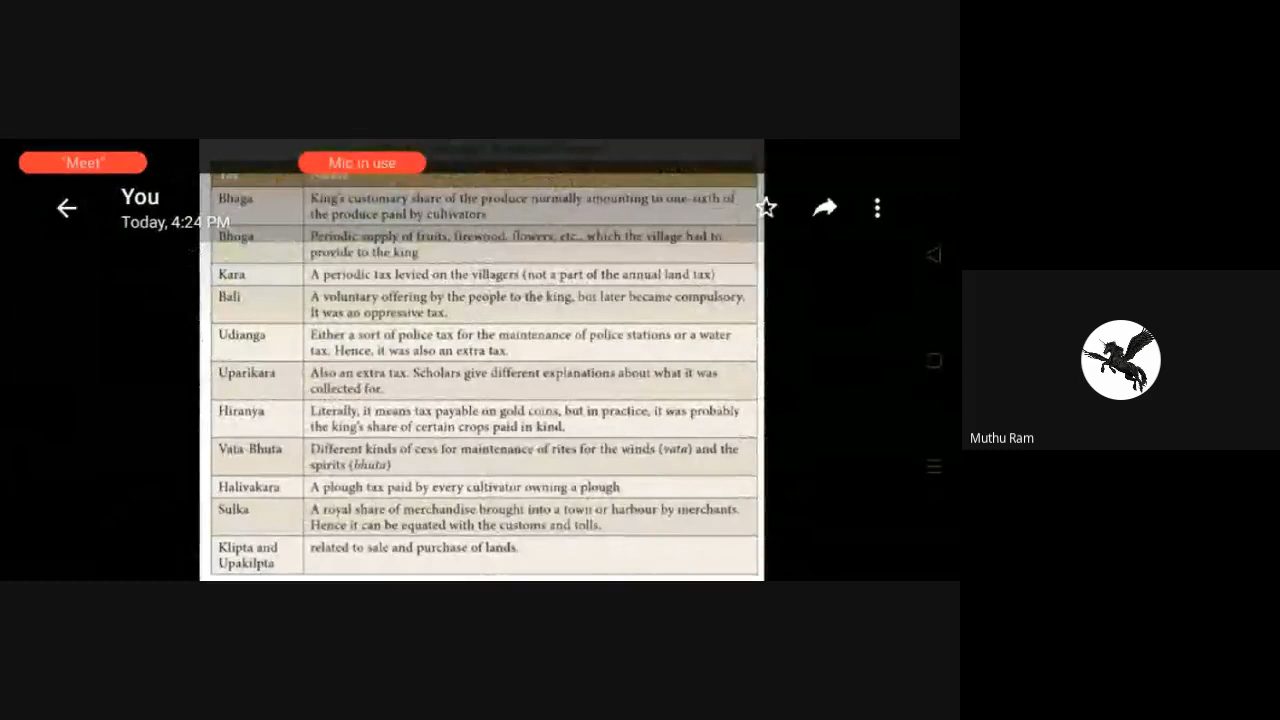 "Meet"
Mic in use
You
Today, 4:24 PM
Bhaga King's customary share of the produce normally amounting to one-sixth of
the produce paid by cultivators
Bhoga Periodic supply of fruits, firewood, flowers, etc., which the village had to
provide to the king
Kara A periodic tax levied on the villagers (not a part of the annual land tax)
Bali A voluntary offering by the people to the king, but later became compulsory.
It was an oppressive tax.
Udianga Either a sort of police tax for the maintenance of police stations or a water
tax. Hence, it was also an extra tax.
Uparikara Also an extra tax. Scholars give different explanations about what it was
collected for.
Hiranya Literally, it means tax payable on gold coins, but in practice, it was probably
the king's share of certain crops paid in kind.
Vata-Bhuta Different kinds of cess for maintenance of rites for the winds (vata) and the
spirits (bhuta)
Halivakara A plough tax paid by every cultivator owning a plough
Sulka A royal share of merchandise brought into a town or harbour by merchants.
Hence it can be equated with the customs and tolls.
Klipta and related to sale and purchase of lands.
Upakilpta
Muthu Ram